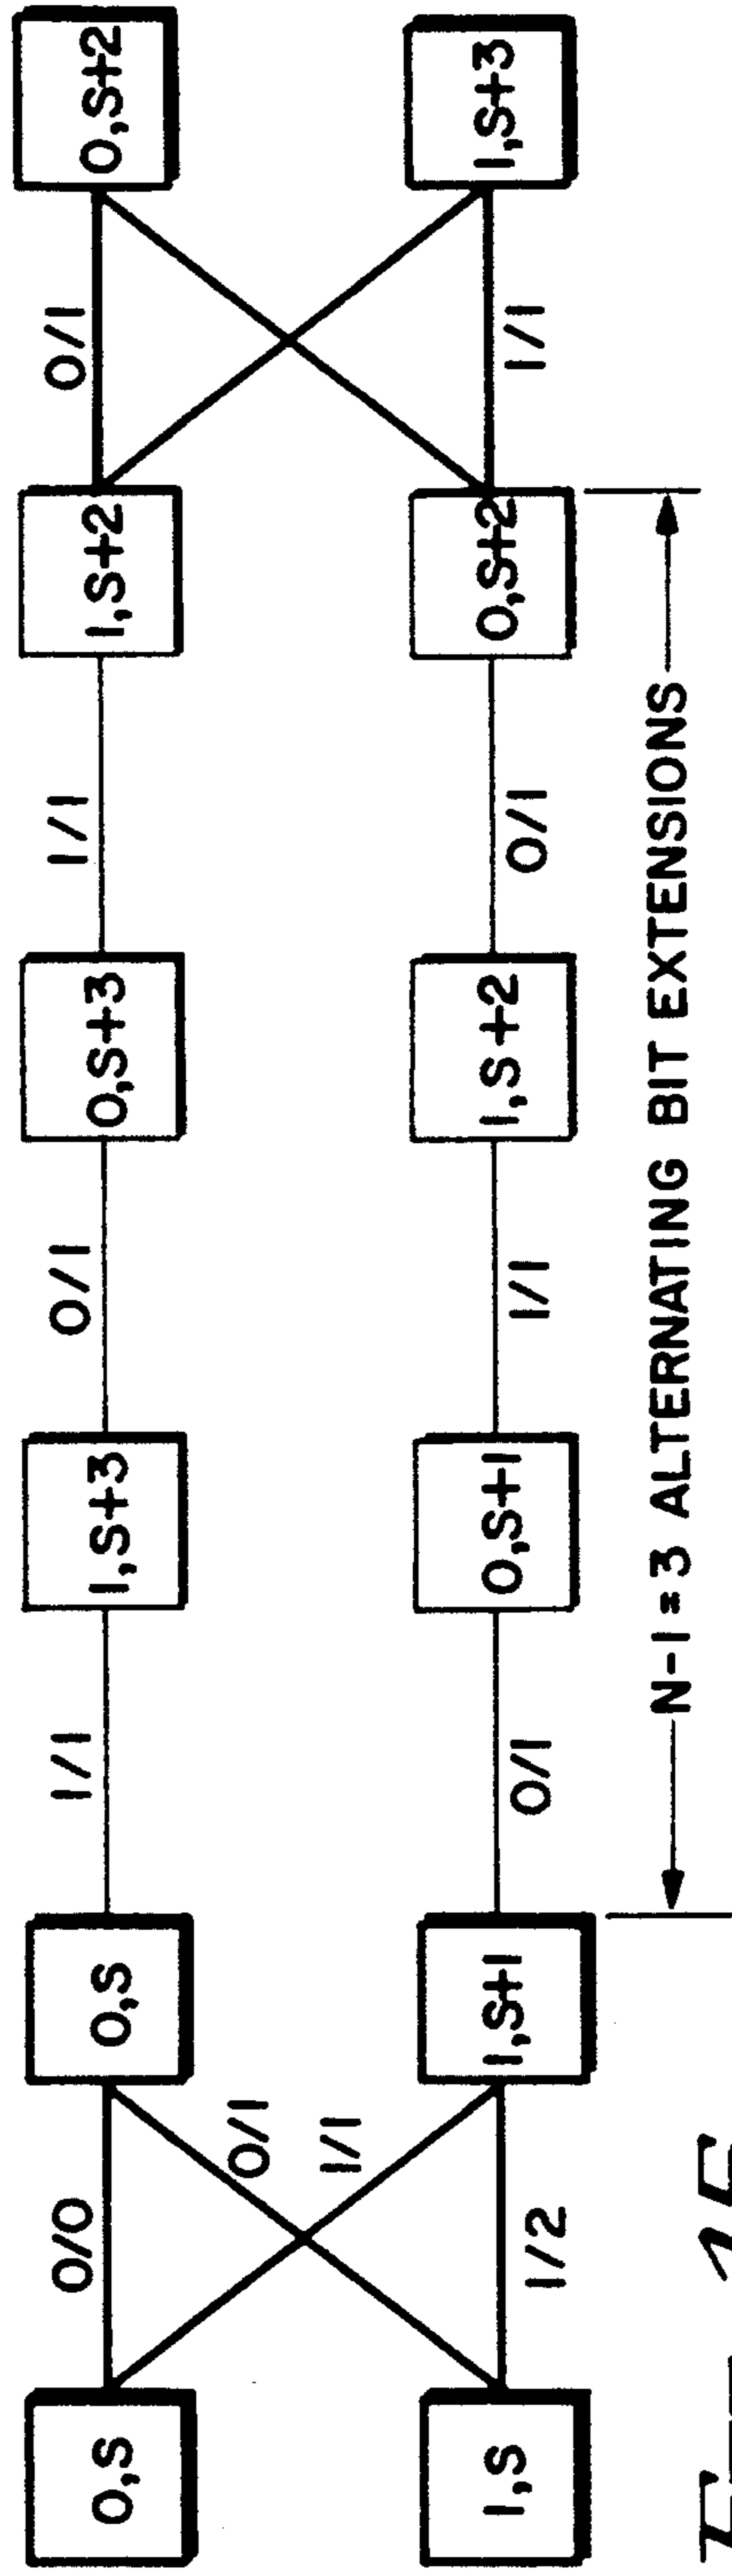 0/0 1/1 0/1 1/1 0/1
0,S 0,S 1,S+3 0,S+3 1,S+2 0,S+2
0/1
1/1
1,S 1,S+1 0,S+1 1,S+2 0,S+2 1,S+3
1/2 0/1 1/1 0/1 1/1
N-1=3 ALTERNATING BIT EXTENSIONS